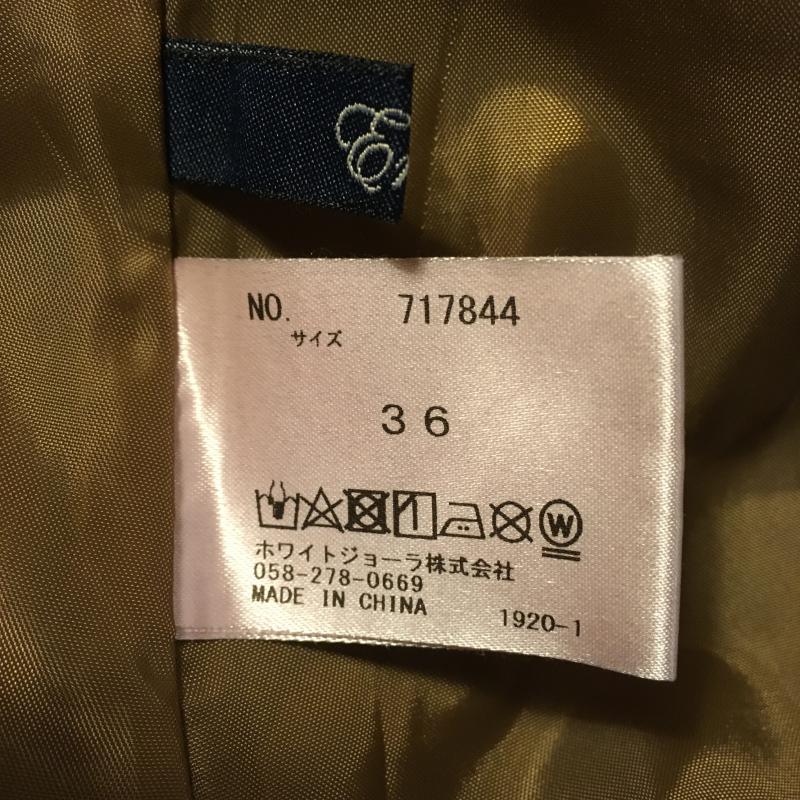 NO. 717844
サイズ
36
W
ホワイトジョーラ株式会社
058-278-0669
MADE IN CHINA
1920-1